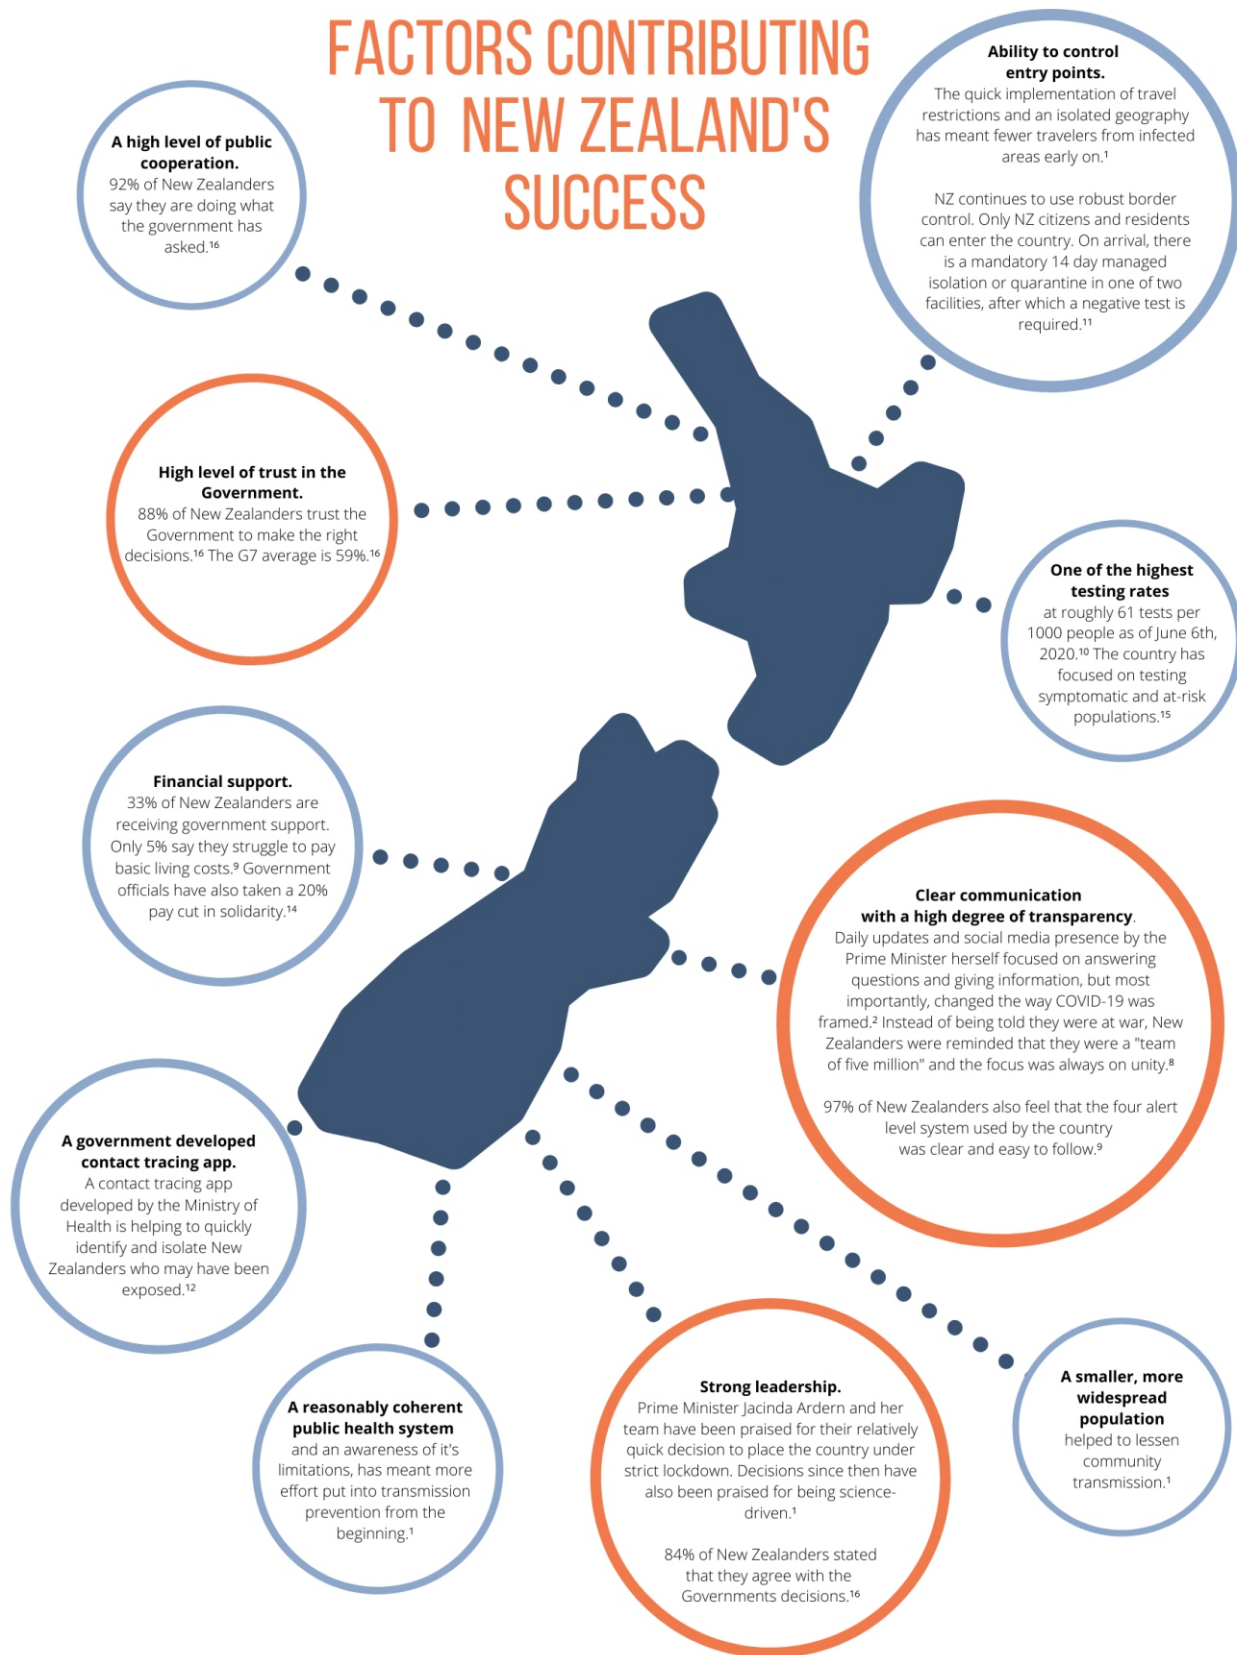 FACTORS CONTRIBUTING
TO NEW ZEALAND'S
SUCCESS
A high level of public
cooperation.
92% of New Zealanders
say they are doing what
the government has
asked.¹⁶
Ability to control
entry points.
The quick implementation of travel
restrictions and an isolated geography
has meant fewer travelers from infected
areas early on.¹
NZ continues to use robust border
control. Only NZ citizens and residents
can enter the country. On arrival, there
is a mandatory 14 day managed
isolation or quarantine in one of two
facilities, after which a negative test is
required.¹¹
High level of trust in the
Government.
88% of New Zealanders trust the
Government to make the right
decisions.¹⁶ The G7 average is 59%.¹⁶
One of the highest
testing rates
at roughly 61 tests per
1000 people as of June 6th,
2020.¹⁰ The country has
focused on testing
symptomatic and at-risk
populations.¹⁵
Financial support.
33% of New Zealanders are
receiving government support.
Only 5% say they struggle to pay
basic living costs.⁹ Government
officials have also taken a 20%
pay cut in solidarity.¹⁴
Clear communication
with a high degree of transparency.
Daily updates and social media presence by the
Prime Minister herself focused on answering
questions and giving information, but most
importantly, changed the way COVID-19 was
framed.² Instead of being told they were at war, New
Zealanders were reminded that they were a "team
of five million" and the focus was always on unity.⁸
97% of New Zealanders also feel that the four alert
level system used by the country
was clear and easy to follow.⁹
A government developed
contact tracing app.
A contact tracing app
developed by the Ministry of
Health is helping to quickly
identify and isolate New
Zealanders who may have been
exposed.¹²
A reasonably coherent
public health system
and an awareness of it's
limitations, has meant more
effort put into transmission
prevention from the
beginning.¹
Strong leadership.
Prime Minister Jacinda Ardern and her
team have been praised for their relatively
quick decision to place the country under
strict lockdown. Decisions since then have
also been praised for being science-
driven.¹
84% of New Zealanders stated
that they agree with the
Governments decisions.¹⁶
A smaller, more
widespread
population
helped to lessen
community
transmission.¹